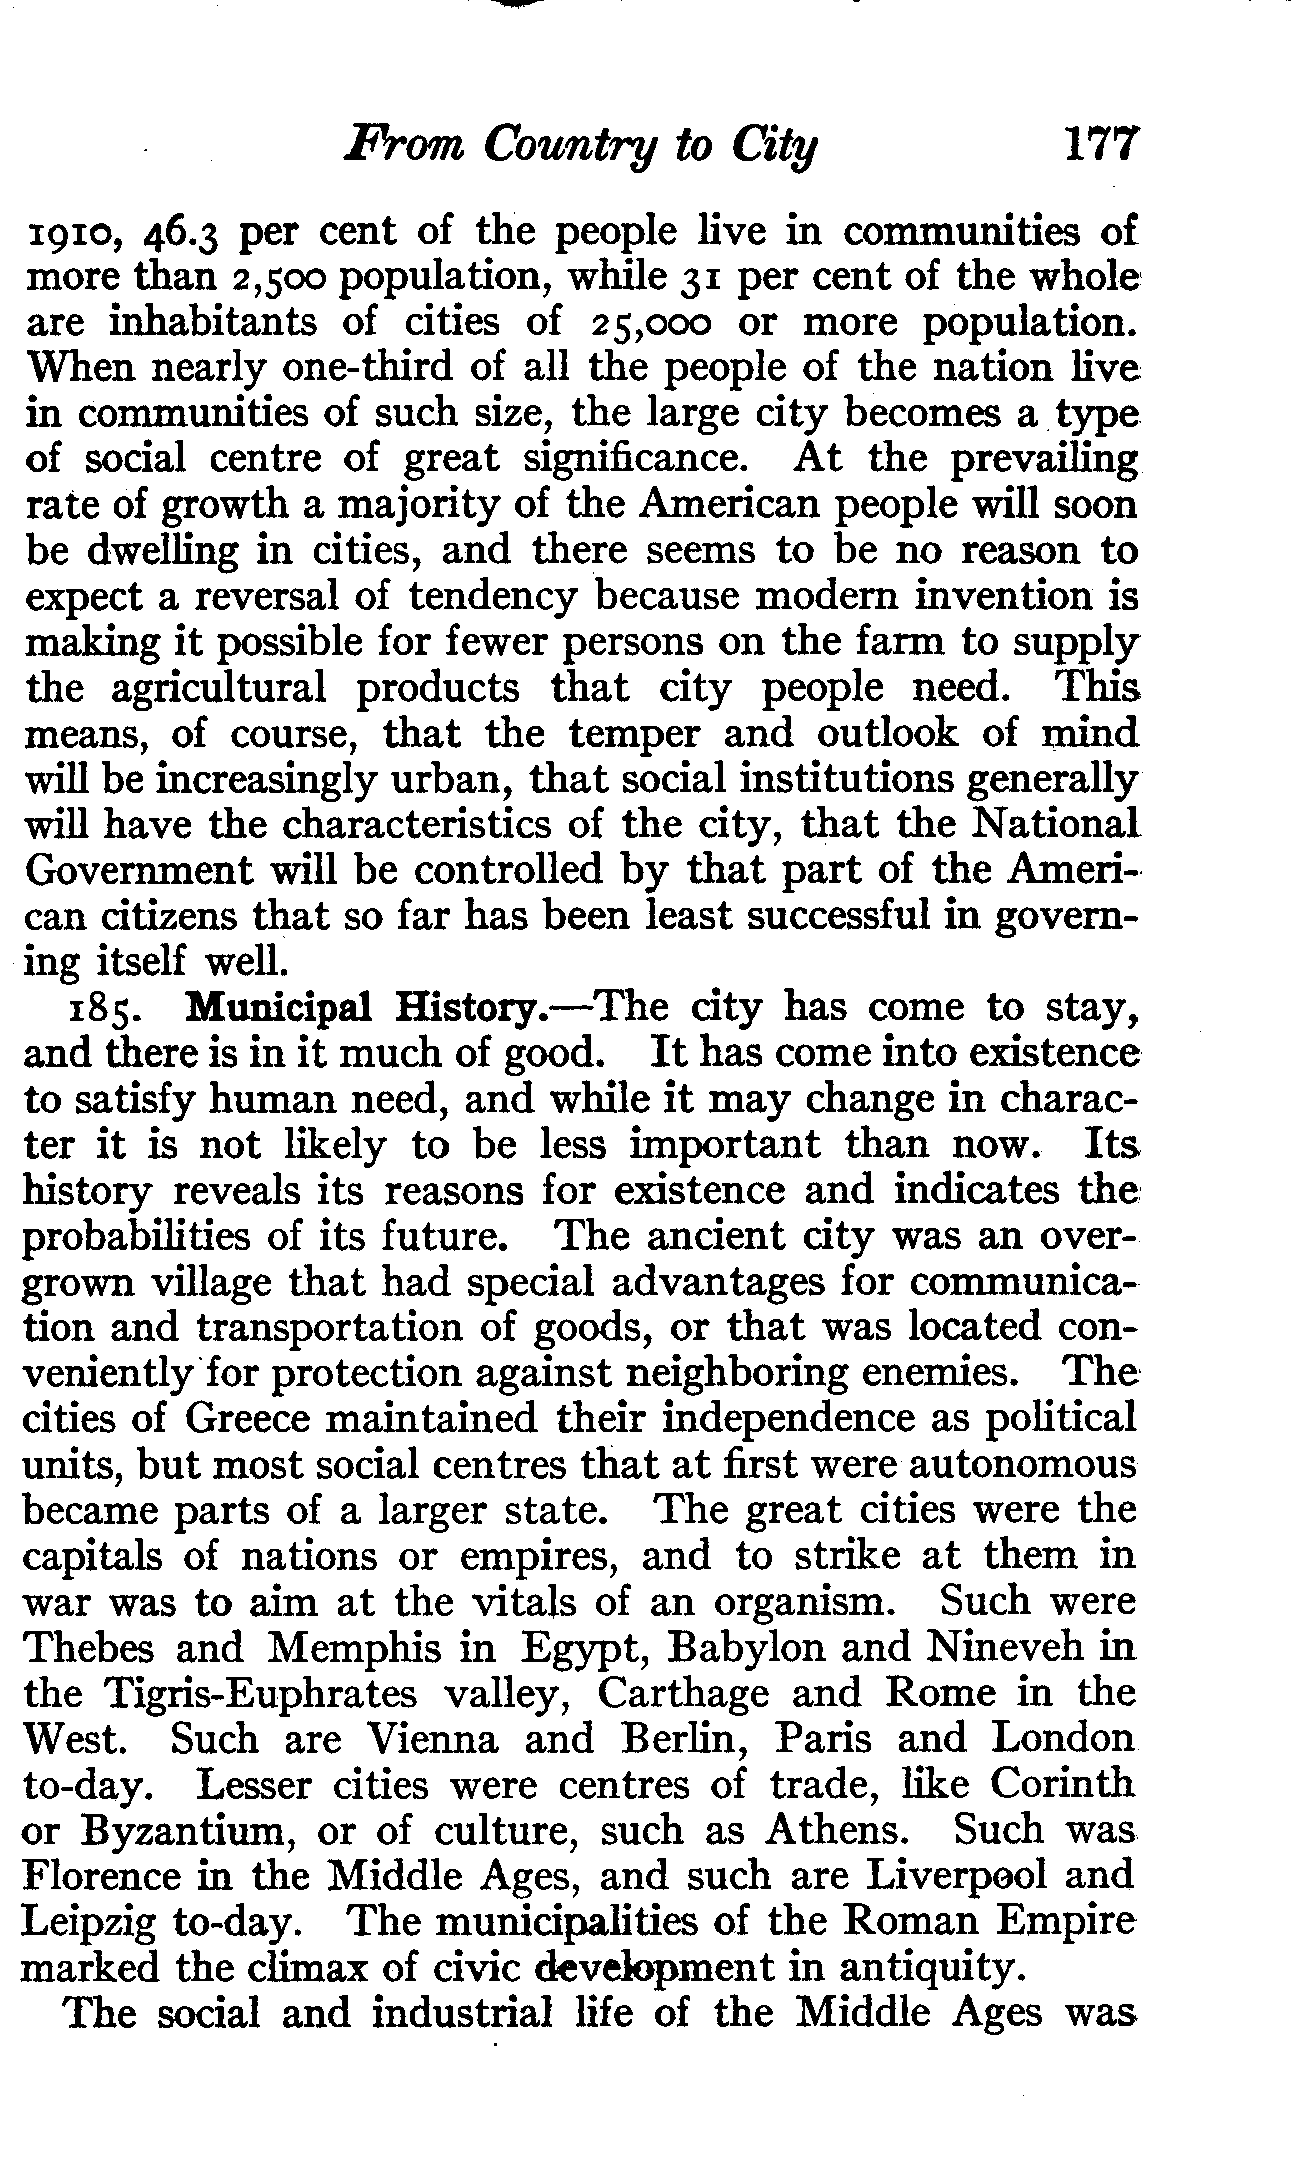 From Country to City 177
1910, 46.3 per cent of the people live in communities of
more than 2,500 population, while 31 per cent of the whole
are inhabitants of cities of 25,000 or more population.
When nearly one-third of all the people of the nation live
in communities of such size, the large city becomes a type
of social centre of great significance. At the prevailing
rate of growth a majority of the American people will soon
be dwelling in cities, and there seems to be no reason to
expect a reversal of tendency because modern invention is
making it possible for fewer persons on the farm to supply
the agricultural products that city people need. This
means, of course, that the temper and outlook of mind
will be increasingly urban, that social institutions generally
will have the characteristics of the city, that the National
Government will be controlled by that part of the Ameri-
can citizens that so far has been least successful in govern-
ing itself well.
185. Municipal History.—The city has come to stay,
and there is in it much of good. It has come into existence
to satisfy human need, and while it may change in charac-
ter it is not likely to be less important than now. Its
history reveals its reasons for existence and indicates the
probabilities of its future. The ancient city was an over-
grown village that had special advantages for communica-
tion and transportation of goods, or that was located con-
veniently for protection against neighboring enemies. The
cities of Greece maintained their independence as political
units, but most social centres that at first were autonomous
became parts of a larger state. The great cities were the
capitals of nations or empires, and to strike at them in
war was to aim at the vitals of an organism. Such were
Thebes and Memphis in Egypt, Babylon and Nineveh in
the Tigris-Euphrates valley, Carthage and Rome in the
West. Such are Vienna and Berlin, Paris and London
to-day. Lesser cities were centres of trade, like Corinth
or Byzantium, or of culture, such as Athens. Such was
Florence in the Middle Ages, and such are Liverpool and
Leipzig to-day. The municipalities of the Roman Empire
marked the climax of civic development in antiquity.
The social and industrial life of the Middle Ages was